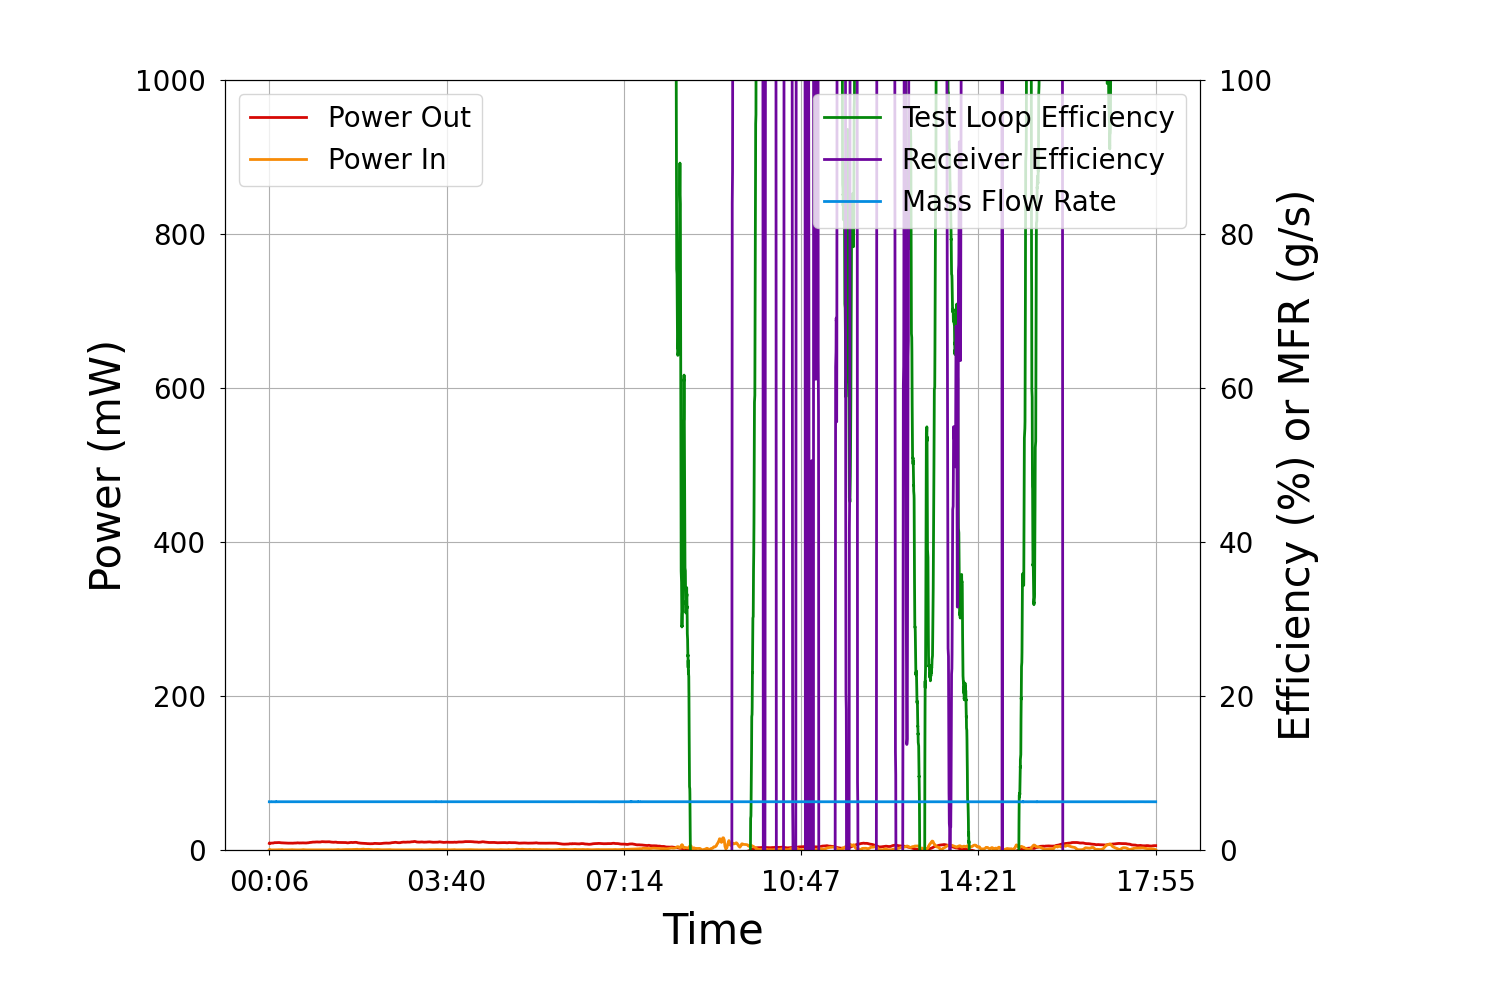 1000
800
600
400
200
0
Power (mW)
Power Out
Power In
Test Loop Efficiency
Receiver Efficiency
Mass Flow Rate
100
80
60
40
20
0
Efficiency (%) or MFR (g/s)
00:06 03:40 07:14 10:47 14:21 17:55
Time